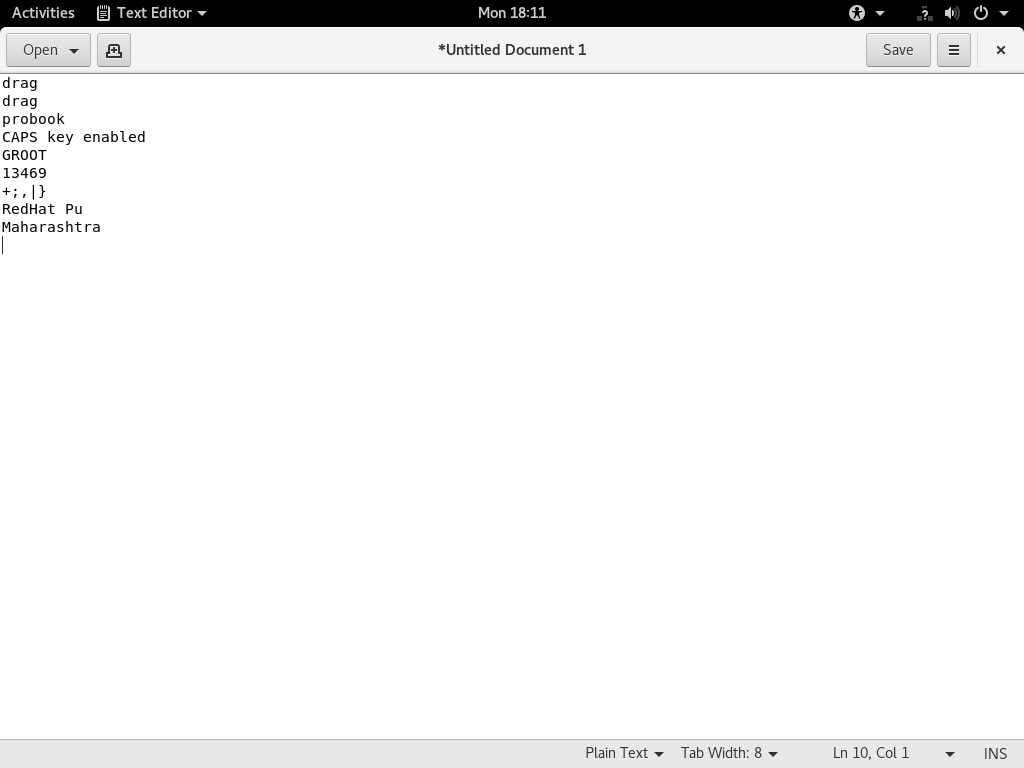 Activities Text Editor Mon 18:11
Open *Untitled Document 1 Save
drag
drag
probook
CAPS key enabled
GROOT
13469
+;,|}
RedHat Pu
Maharashtra
Plain Text Tab Width: 8 Ln 10, Col 1 INS